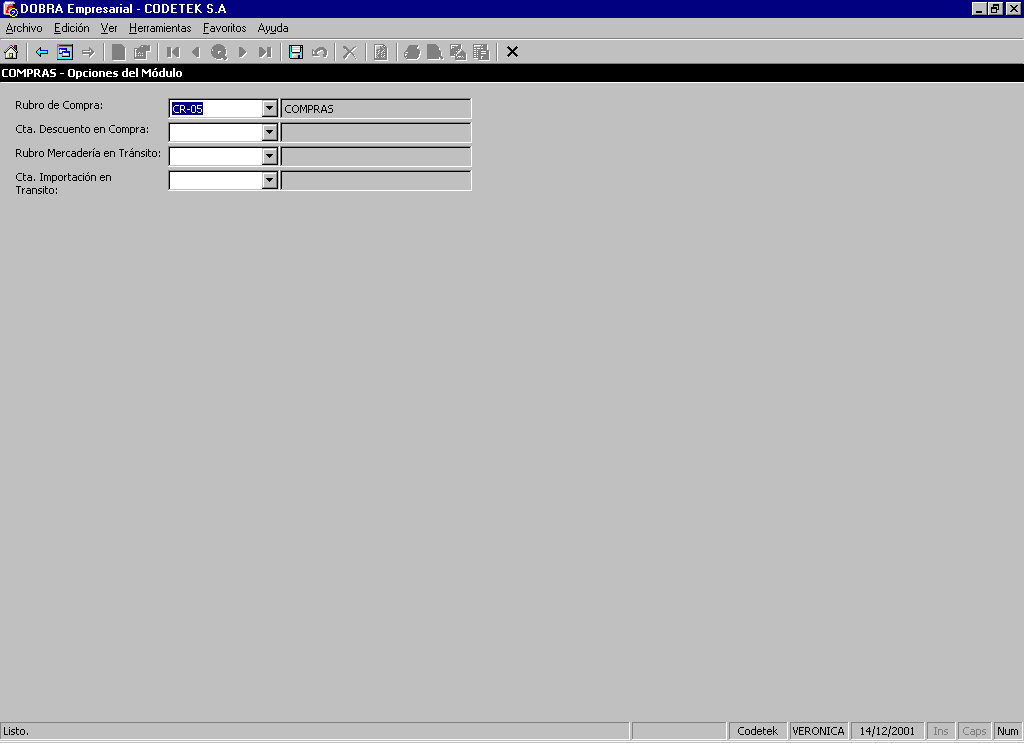 DOBRA Empresarial - CODETEK S.A
Archivo Edición Ver Herramientas Favoritos Ayuda
COMPRAS - Opciones del Módulo
Rubro de Compra: CR-05 COMPRAS
Cta. Descuento en Compra:
Rubro Mercadería en Tránsito:
Cta. Importación en
Transito:
Listo. Codetek VERONICA 14/12/2001 Ins Caps Num